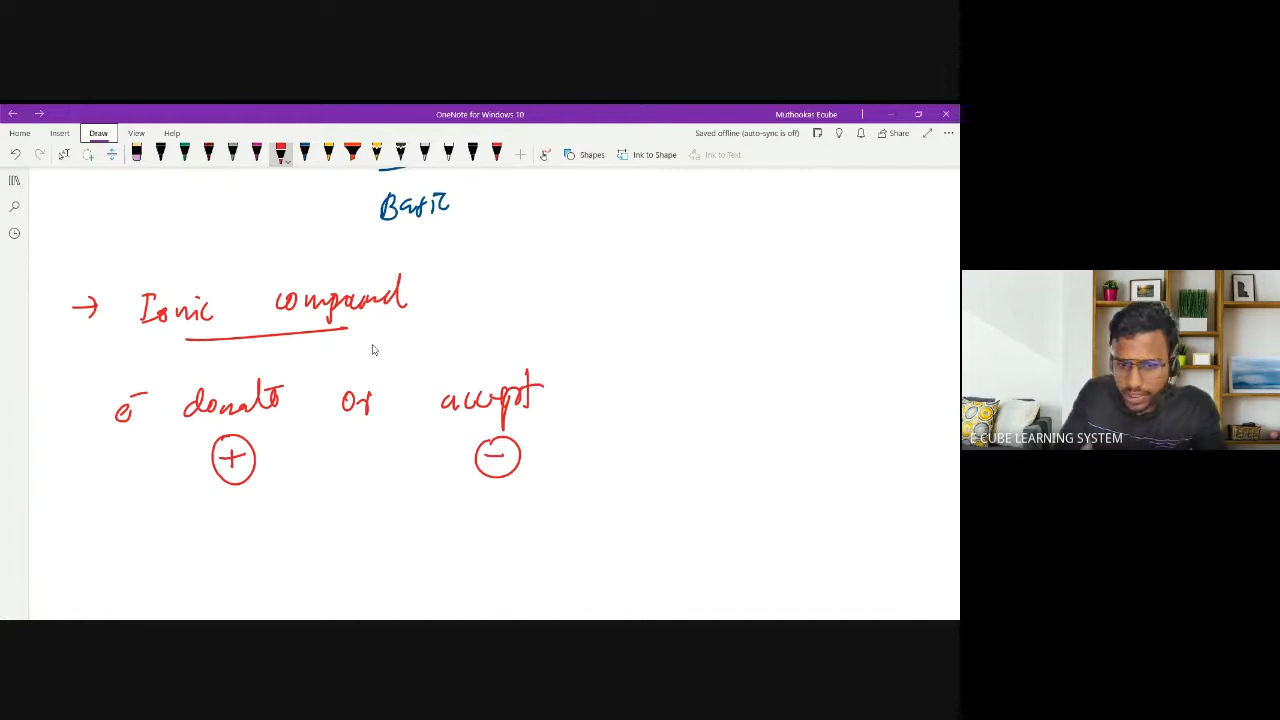 OneNote for Windows 10
Muthookas Ecube
Home Insert Draw View Help
Saved offline (auto-sync is off)
Share
Shapes
Ink to Shape
Ink to Text
Basic
→ Ionic compound
e⁻ donate or accept
+ −
E CUBE LEARNING SYSTEM